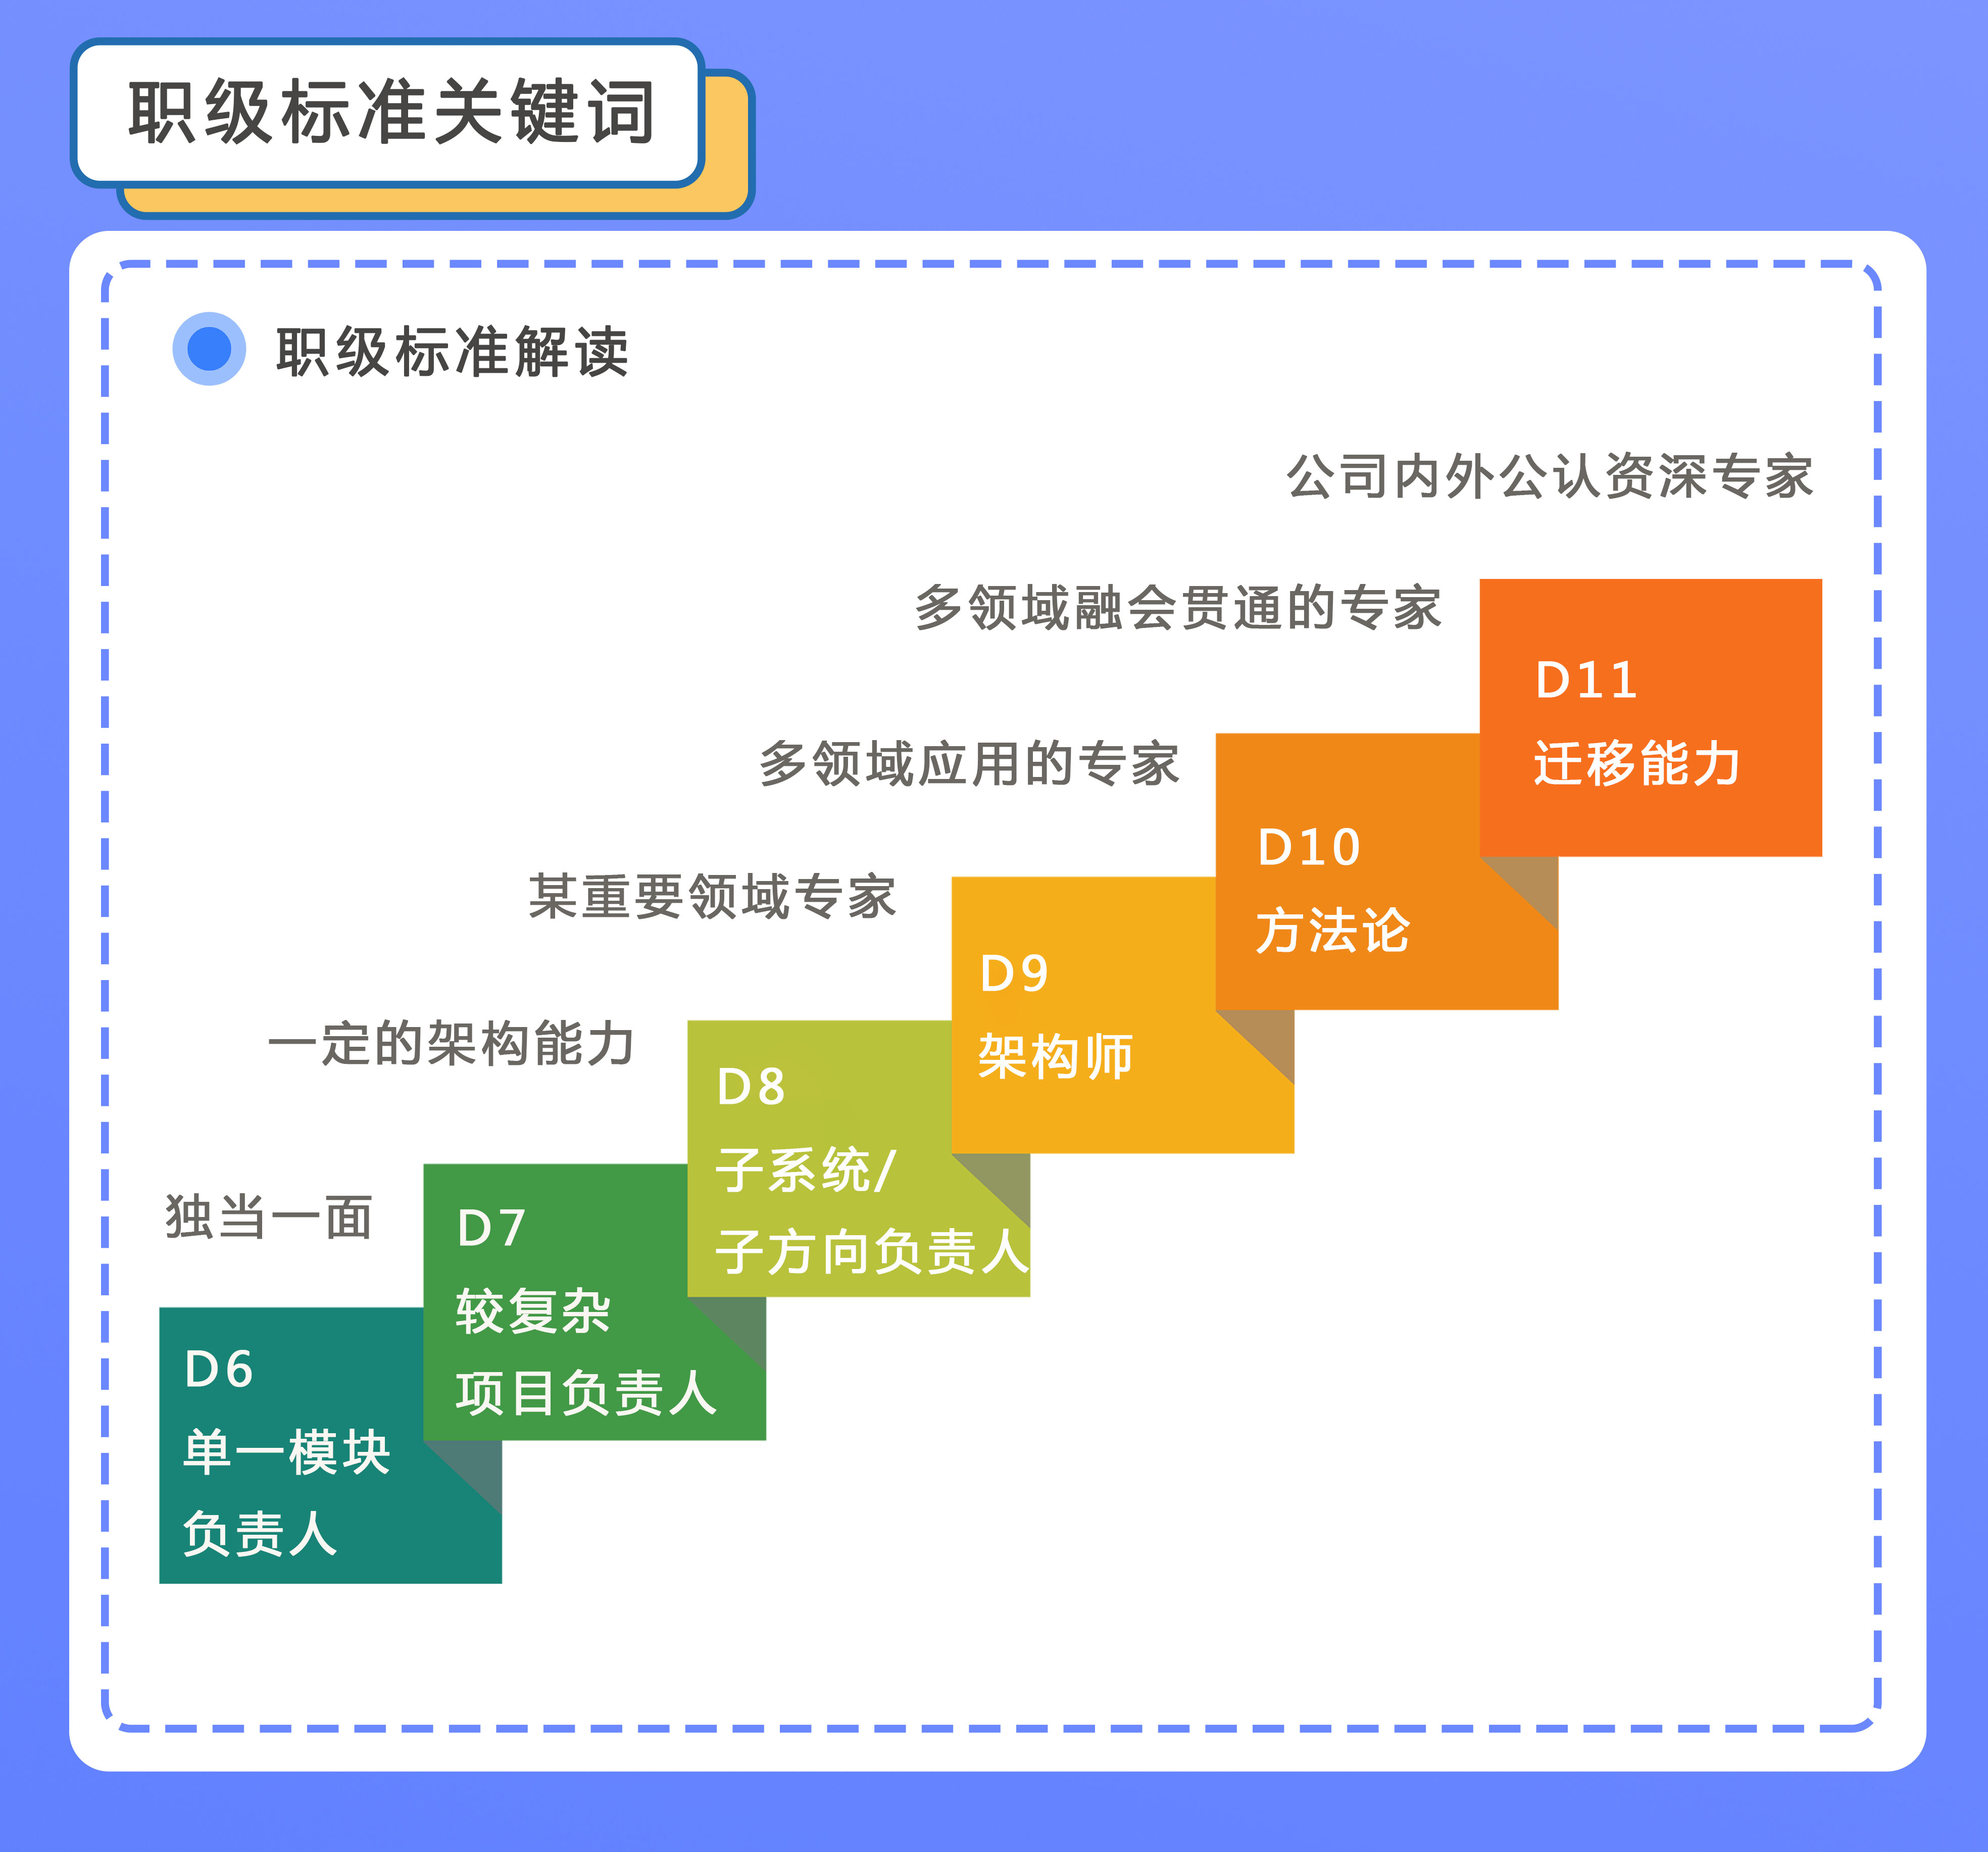 职级标准关键词
职级标准解读
公司内外公认资深专家
多领域融会贯通的专家
D11
迁移能力
多领域应用的专家
D10
方法论
某重要领域专家
D9
架构师
一定的架构能力
D8
子系统/
子方向负责人
独当一面
D7
较复杂
项目负责人
D6
单一模块
负责人